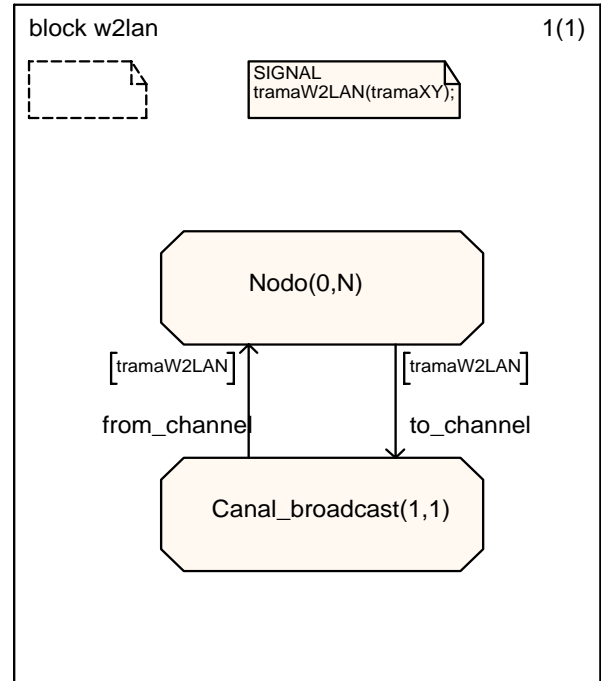 block w2lan
1(1)
SIGNAL
tramaW2LAN(tramaXY);
Nodo(0,N)
[tramaW2LAN]
[tramaW2LAN]
from_channel
to_channel
Canal_broadcast(1,1)